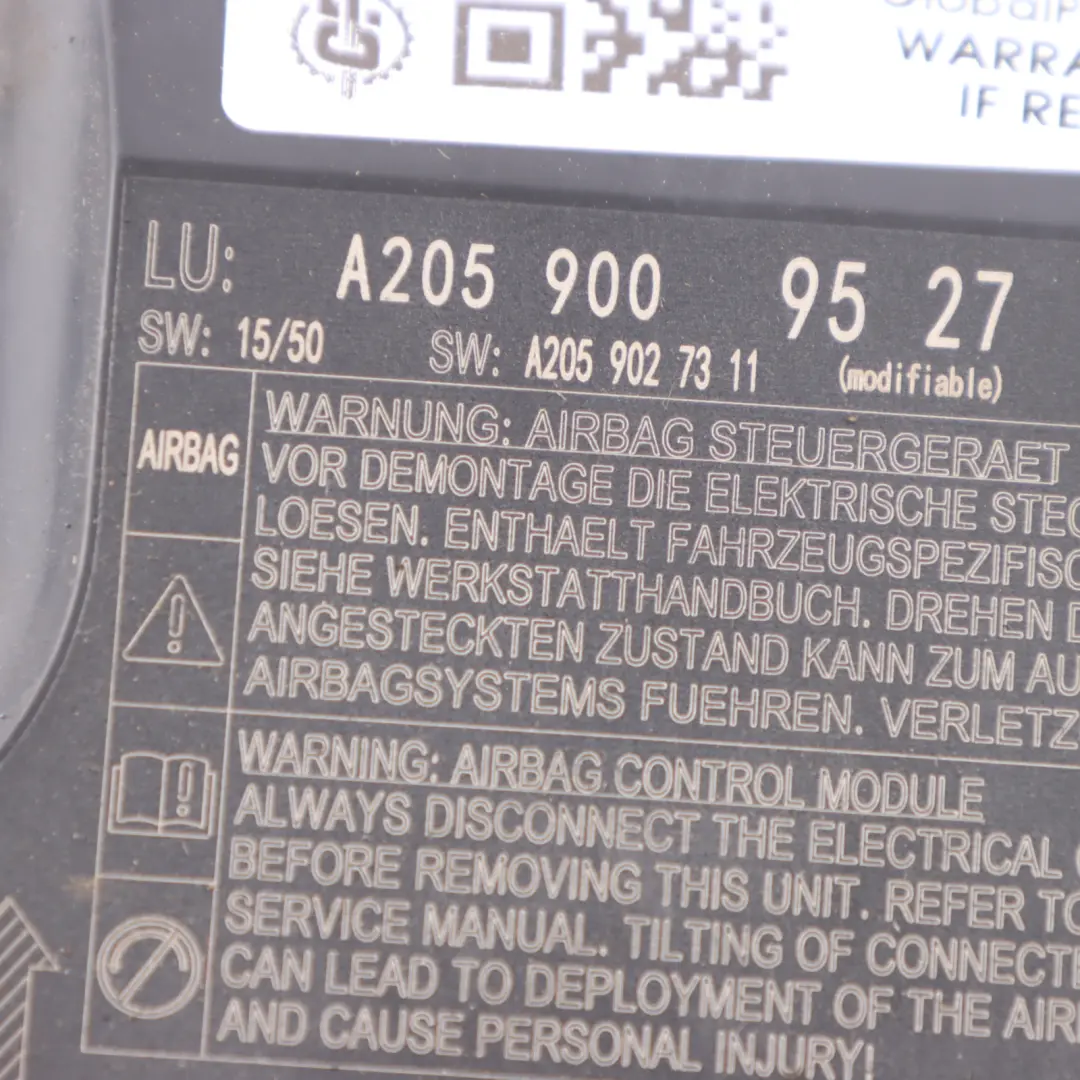 WARRA
IF RE
LU: A205 900 95 27
SW: 15/50 SW: A205 902 73 11 (modifiable)
AIRBAG
WARNUNG: AIRBAG STEUERGERAET
VOR DEMONTAGE DIE ELEKTRISCHE STEC
LOESEN. ENTHAELT FAHRZEUGSPEZIFISC
SIEHE WERKSTATTHANDBUCH. DREHEN D
ANGESTECKTEN ZUSTAND KANN ZUM AU
AIRBAGSYSTEMS FUEHREN. VERLETZ
WARNING: AIRBAG CONTROL MODULE
ALWAYS DISCONNECT THE ELECTRICAL
BEFORE REMOVING THIS UNIT. REFER TO
SERVICE MANUAL. TILTING OF CONNECTE
CAN LEAD TO DEPLOYMENT OF THE AIR
AND CAUSE PERSONAL INJURY!